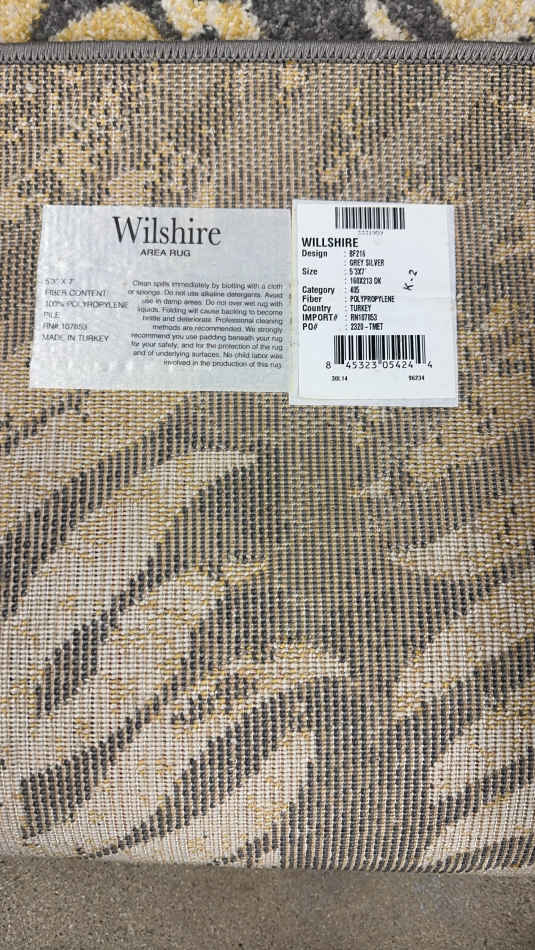 Wilshire
AREA RUG
5'3" X 7'
FIBER CONTENT/
100% POLYPROPYLENE
PILE
RN# 107853
MADE IN TURKEY
Clean spills immediately by blotting with a cloth
or sponge. Do not use alkaline detergents. Avoid
use in damp areas. Do not over wet rug with
liquids. Folding will cause backing to become
brittle and deteriorate. Professional cleaning
methods are recommended. We strongly
recommend you use padding beneath your rug
for your safety, and for the protection of the rug
and of underlying surfaces. No child labor was
involved in the production of this rug.
WILLSHIRE
Design : BF216
: GREY SILVER
Size : 5'3X7'
: 160X213 DK
Category : 405
Fiber : POLYPROPYLENE
Country : TURKEY
IMPORT# : RN107853
PO# : 2320-TMET
K-2
8 45323 05424 4
30L14 96234